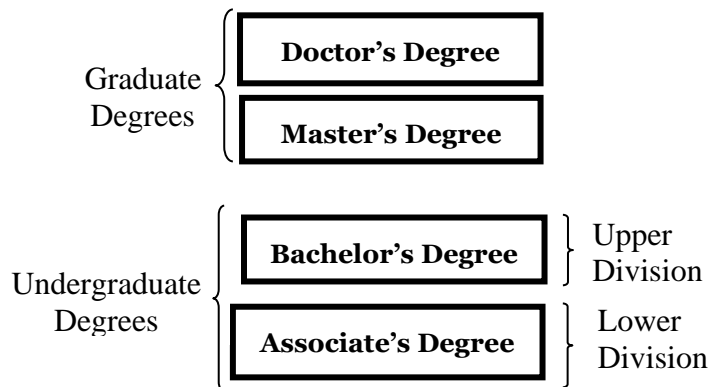 Doctor’s Degree
Graduate
Degrees
Master’s Degree
Bachelor’s Degree
Upper
Division
Undergraduate
Degrees
Associate’s Degree
Lower
Division